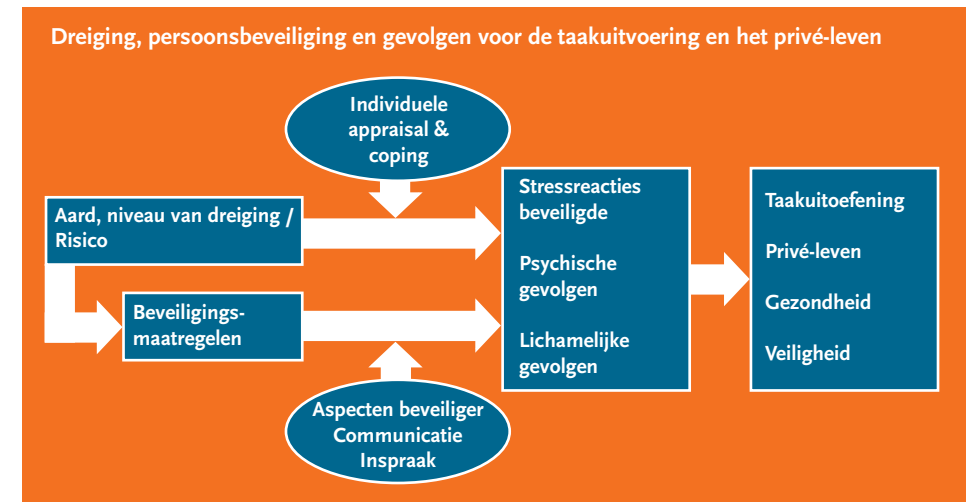 Dreiging, persoonsbeveiliging en gevolgen voor de taakuitvoering en het privé-leven
Individuele
appraisal &
coping
Aard, niveau van dreiging /
Risico
Beveiligings-
maatregelen
Aspecten beveiliger
Communicatie
Inspraak
Stressreacties
beveiligde
Psychische
gevolgen
Lichamelijke
gevolgen
Taakuitoefening
Privé-leven
Gezondheid
Veiligheid